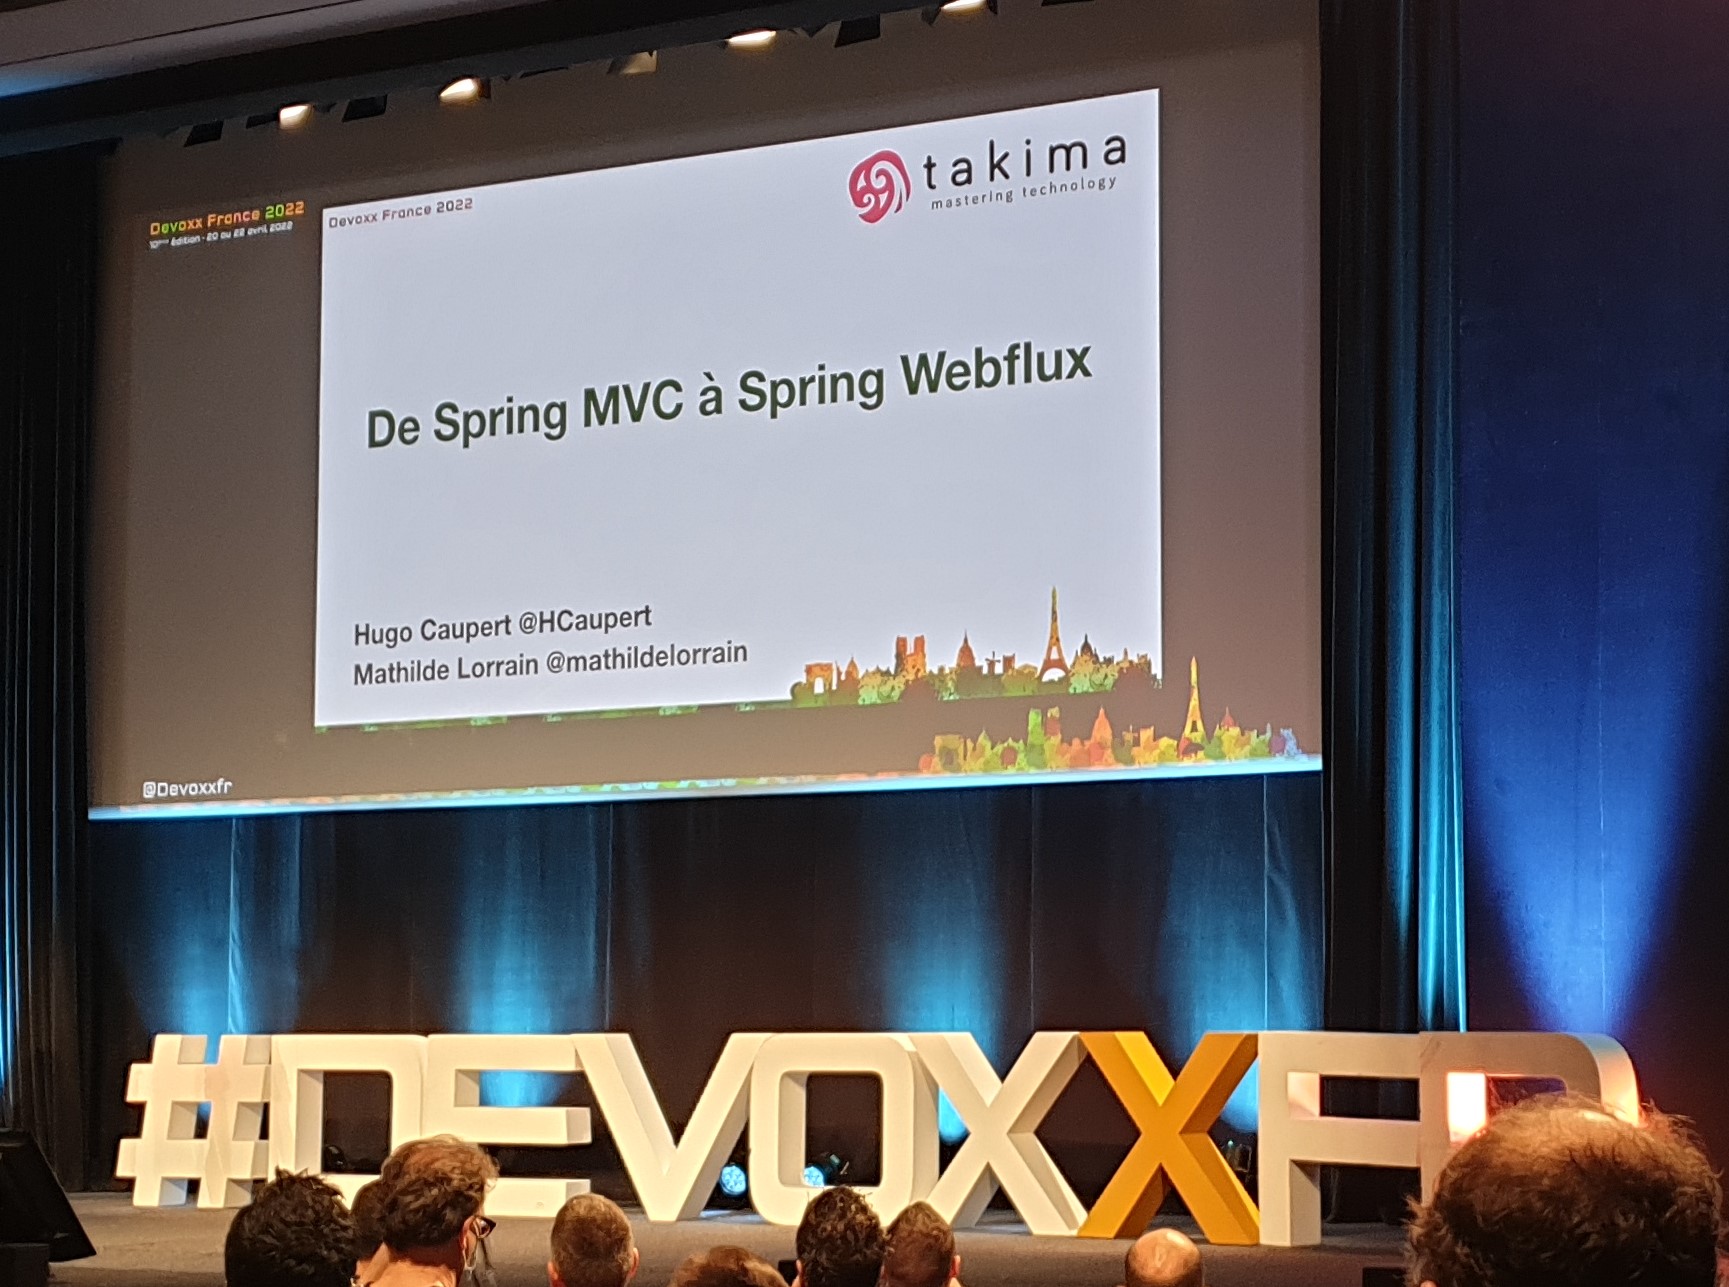 Devoxx France 2022
10ème édition - 20 au 22 avril 2022
Devoxx France 2022
takima
mastering technology
De Spring MVC à Spring Webflux
Hugo Caupert @HCaupert
Mathilde Lorrain @mathildelorrain
@Devoxxfr
#DEVOXXFR